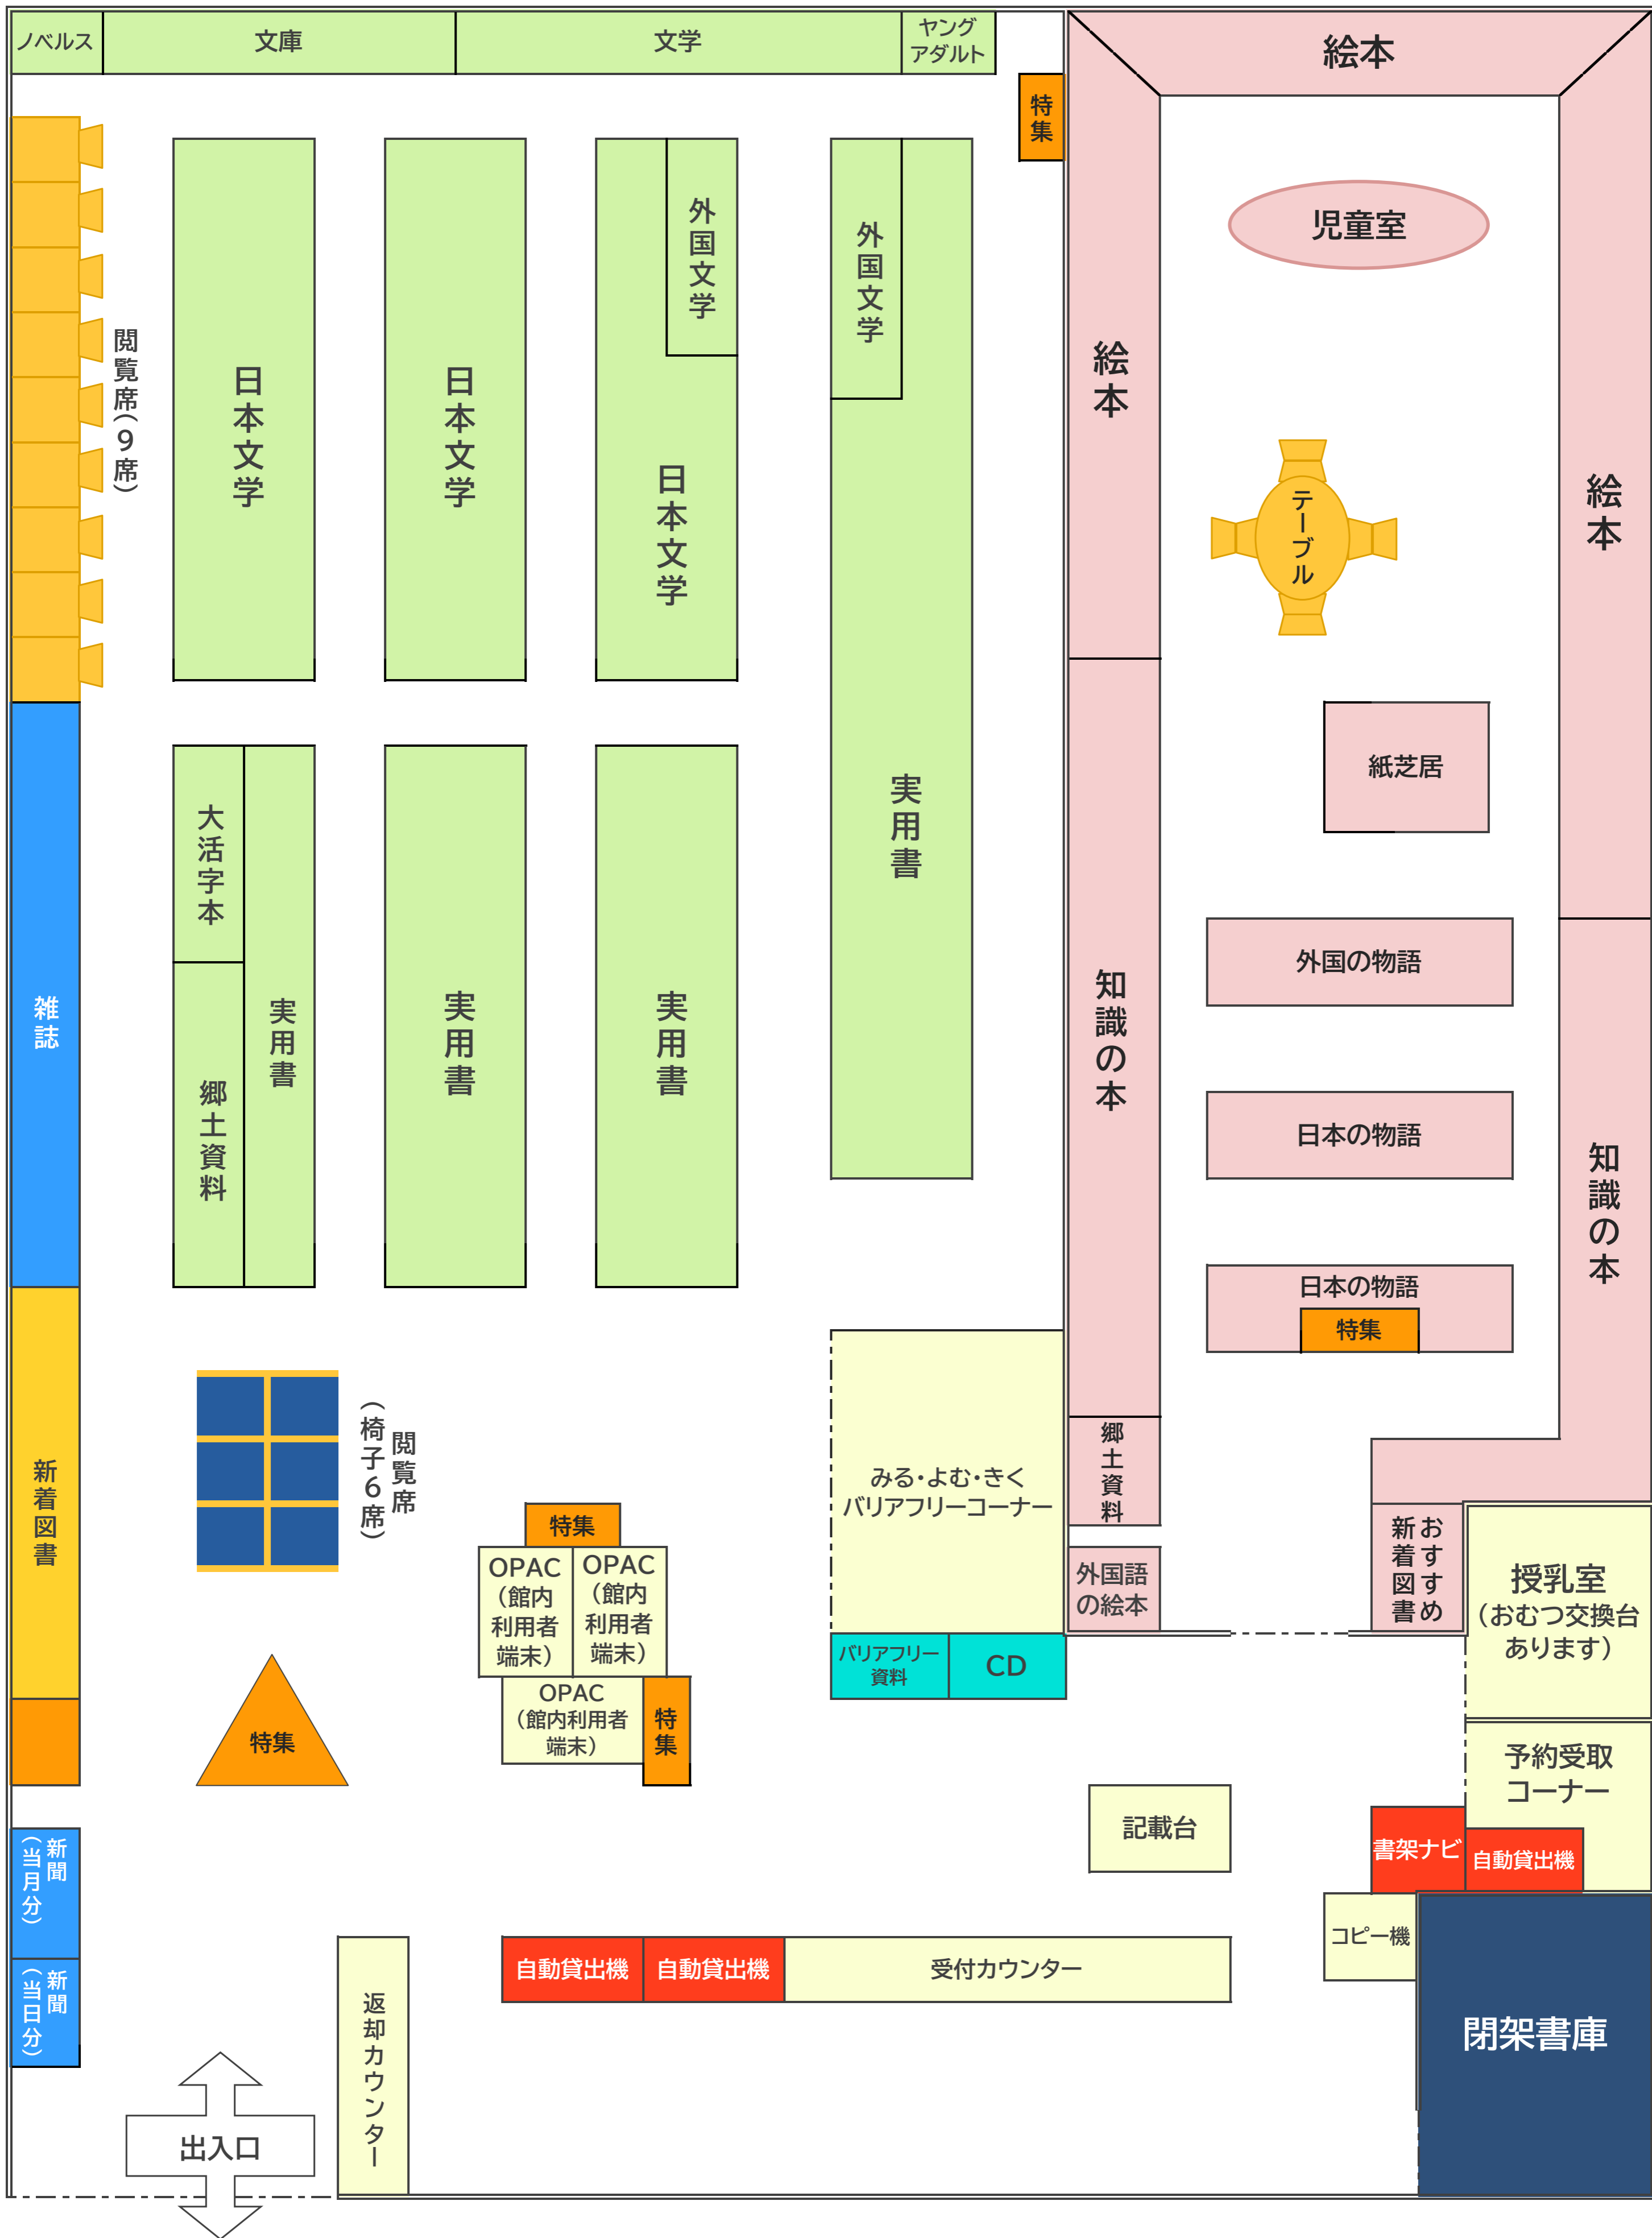 ノベルス
文庫
文学
ヤング
アダルト
特集
絵本
児童室
閲覧席（９席）
日本文学
日本文学
外国文学
日本文学
外国文学
実用書
絵本
テーブル
絵本
紙芝居
雑誌
大活字本
郷土資料
実用書
実用書
実用書
知識の本
外国の物語
日本の物語
日本の物語
特集
知識の本
新着図書
閲覧席
（椅子６席）
特集
OPAC
（館内
利用者
端末）
OPAC
（館内
利用者
端末）
OPAC
（館内利用者
端末）
特集
特集
みる・よむ・きく
バリアフリーコーナー
バリアフリー
資料
CD
郷土資料
外国語
の絵本
おすすめ
新着図書
授乳室
（おむつ交換台
あります）
予約受取
コーナー
書架ナビ
自動貸出機
記載台
コピー機
新聞
（当月分）
新聞
（当日分）
返却カウンター
自動貸出機
自動貸出機
受付カウンター
閉架書庫
出入口